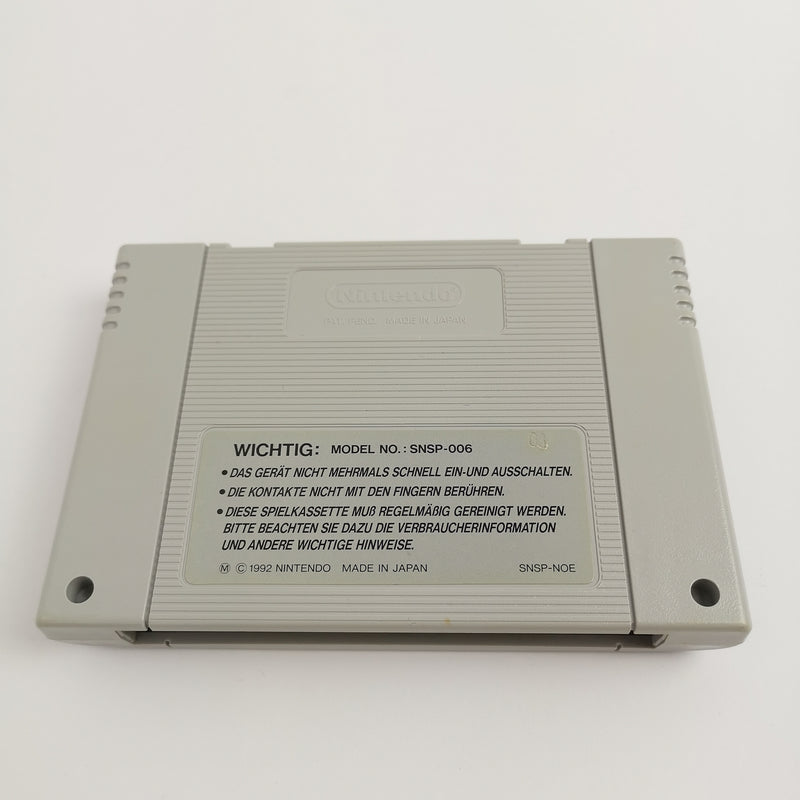 Nintendo
PAT. PEND. MADE IN JAPAN
WICHTIG: MODEL NO.: SNSP-006
• DAS GERÄT NICHT MEHRMALS SCHNELL EIN-UND AUSSCHALTEN.
• DIE KONTAKTE NICHT MIT DEN FINGERN BERÜHREN.
• DIESE SPIELKASSETTE MUß REGELMÄßIG GEREINIGT WERDEN.
BITTE BEACHTEN SIE DAZU DIE VERBRAUCHERINFORMATION
UND ANDERE WICHTIGE HINWEISE.
Ⓜ © 1992 NINTENDO MADE IN JAPAN SNSP-NOE